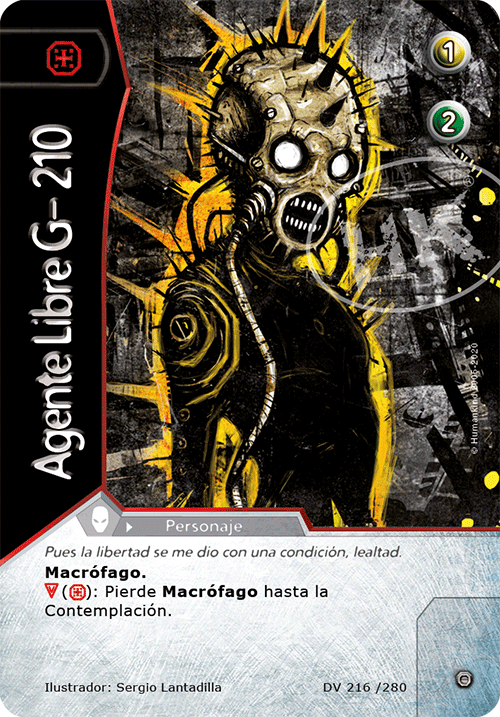 1
2
Agente Libre G- 210
HK
®
© Humankind 2005-2020
Personaje
Pues la libertad se me dio con una condición, lealtad.
Macrófago.
( ): Pierde Macrófago hasta la
Contemplación.
Ilustrador: Sergio Lantadilla
DV 216 /280